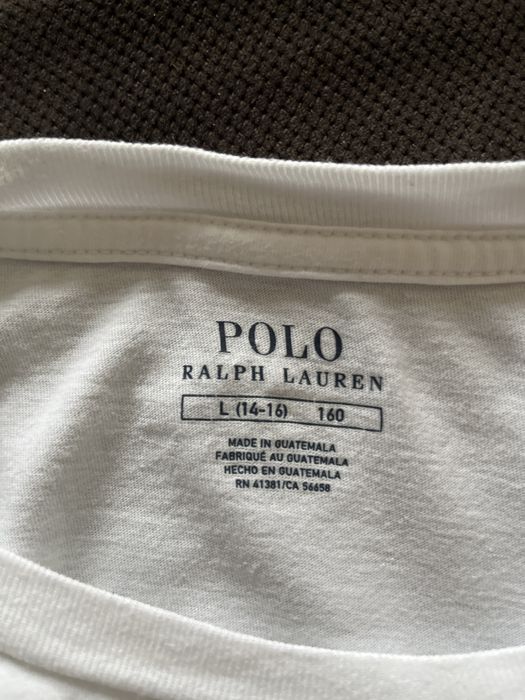 POLO
RALPH LAUREN
L (14-16) 160
MADE IN GUATEMALA
FABRIQUÉ AU GUATEMALA
HECHO EN GUATEMALA
RN 41381/CA 56658